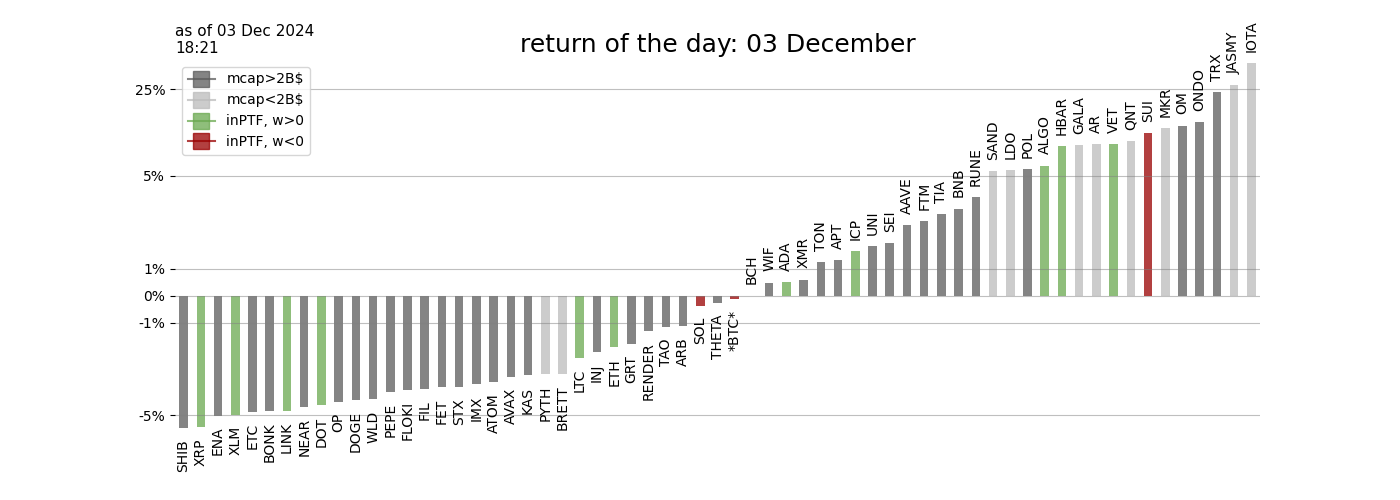 as of 03 Dec 2024
18:21
return of the day: 03 December
mcap>2B$
mcap<2B$
inPTF, w>0
inPTF, w<0
25%
5%
1%
0%
-1%
-5%
SHIB
XRP
ENA
XLM
ETC
BONK
LINK
NEAR
DOT
OP
DOGE
WLD
PEPE
FLOKI
FIL
FET
STX
IMX
ATOM
AVAX
KAS
PYTH
BRETT
LTC
INJ
ETH
GRT
RENDER
TAO
ARB
SOL
THETA
*BTC*
BCH
WIF
ADA
XMR
TON
APT
ICP
UNI
SEI
AAVE
FTM
TIA
BNB
RUNE
SAND
LDO
POL
ALGO
HBAR
GALA
AR
VET
QNT
SUI
MKR
OM
ONDO
TRX
JASMY
IOTA